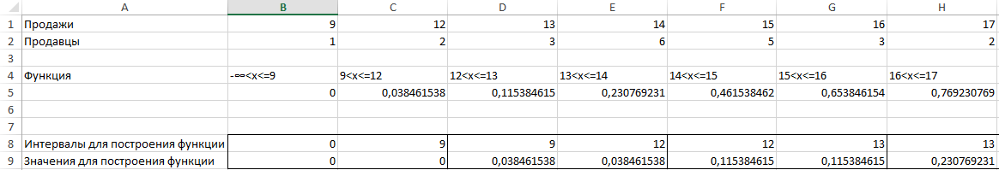 A B C D E F G H
1 Продажи 9 12 13 14 15 16 17
2 Продавцы 1 2 3 6 5 3 2
3
4 Функция -∞<x<=9 9<x<=12 12<x<=13 13<x<=14 14<x<=15 15<x<=16 16<x<=17
5 0 0,038461538 0,115384615 0,230769231 0,461538462 0,653846154 0,769230769
6
7
8 Интервалы для построения функции 0 9 9 12 12 13 13
9 Значения для построения функции 0 0 0,038461538 0,038461538 0,115384615 0,115384615 0,230769231